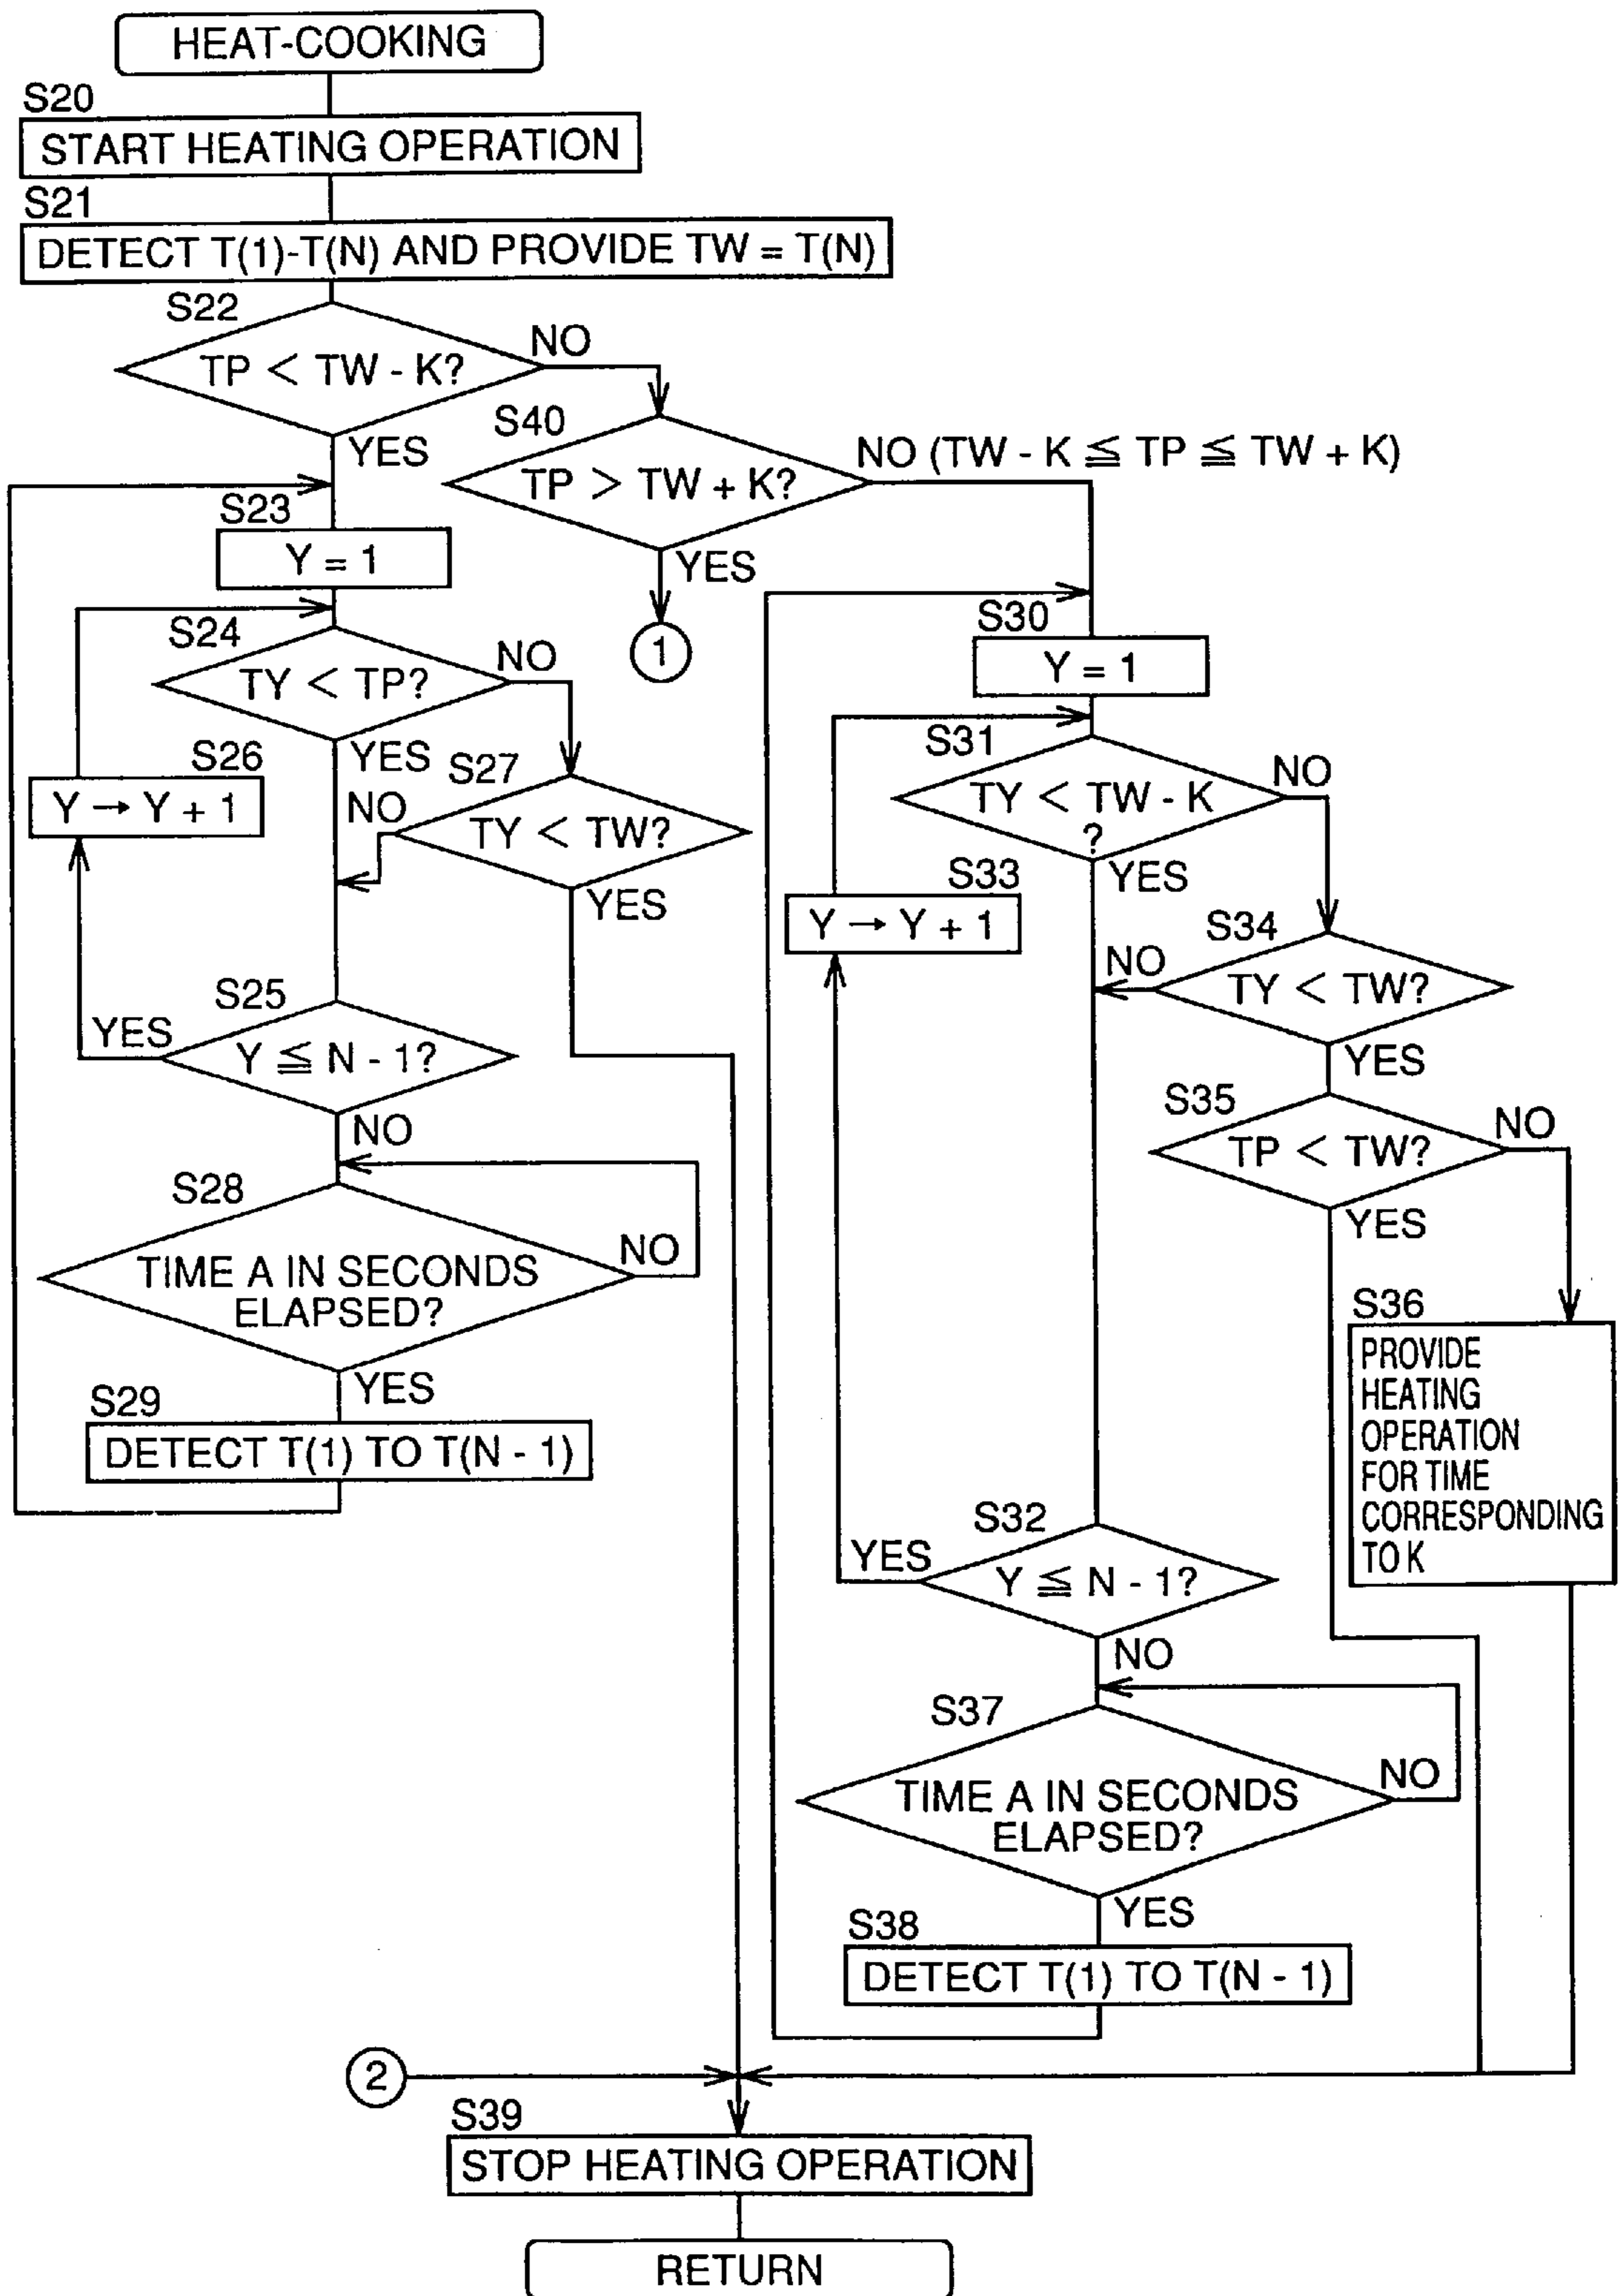 HEAT-COOKING
S20
START HEATING OPERATION
S21
DETECT T(1)-T(N) AND PROVIDE TW = T(N)
S22
TP < TW - K?
NO
YES
S40
TP > TW + K?
NO (TW - K ≦ TP ≦ TW + K)
YES
1
S23
Y = 1
S24
TY < TP?
NO
YES
S26
Y → Y + 1
S27
TY < TW?
NO
YES
S25
Y ≦ N - 1?
YES
NO
S28
TIME A IN SECONDS
ELAPSED?
NO
YES
S29
DETECT T(1) TO T(N - 1)
S30
Y = 1
S31
TY < TW - K
?
NO
YES
S33
Y → Y + 1
S34
TY < TW?
NO
YES
S35
TP < TW?
NO
YES
S36
PROVIDE
HEATING
OPERATION
FOR TIME
CORRESPONDING
TO K
S32
Y ≦ N - 1?
YES
NO
S37
TIME A IN SECONDS
ELAPSED?
NO
YES
S38
DETECT T(1) TO T(N - 1)
2
S39
STOP HEATING OPERATION
RETURN